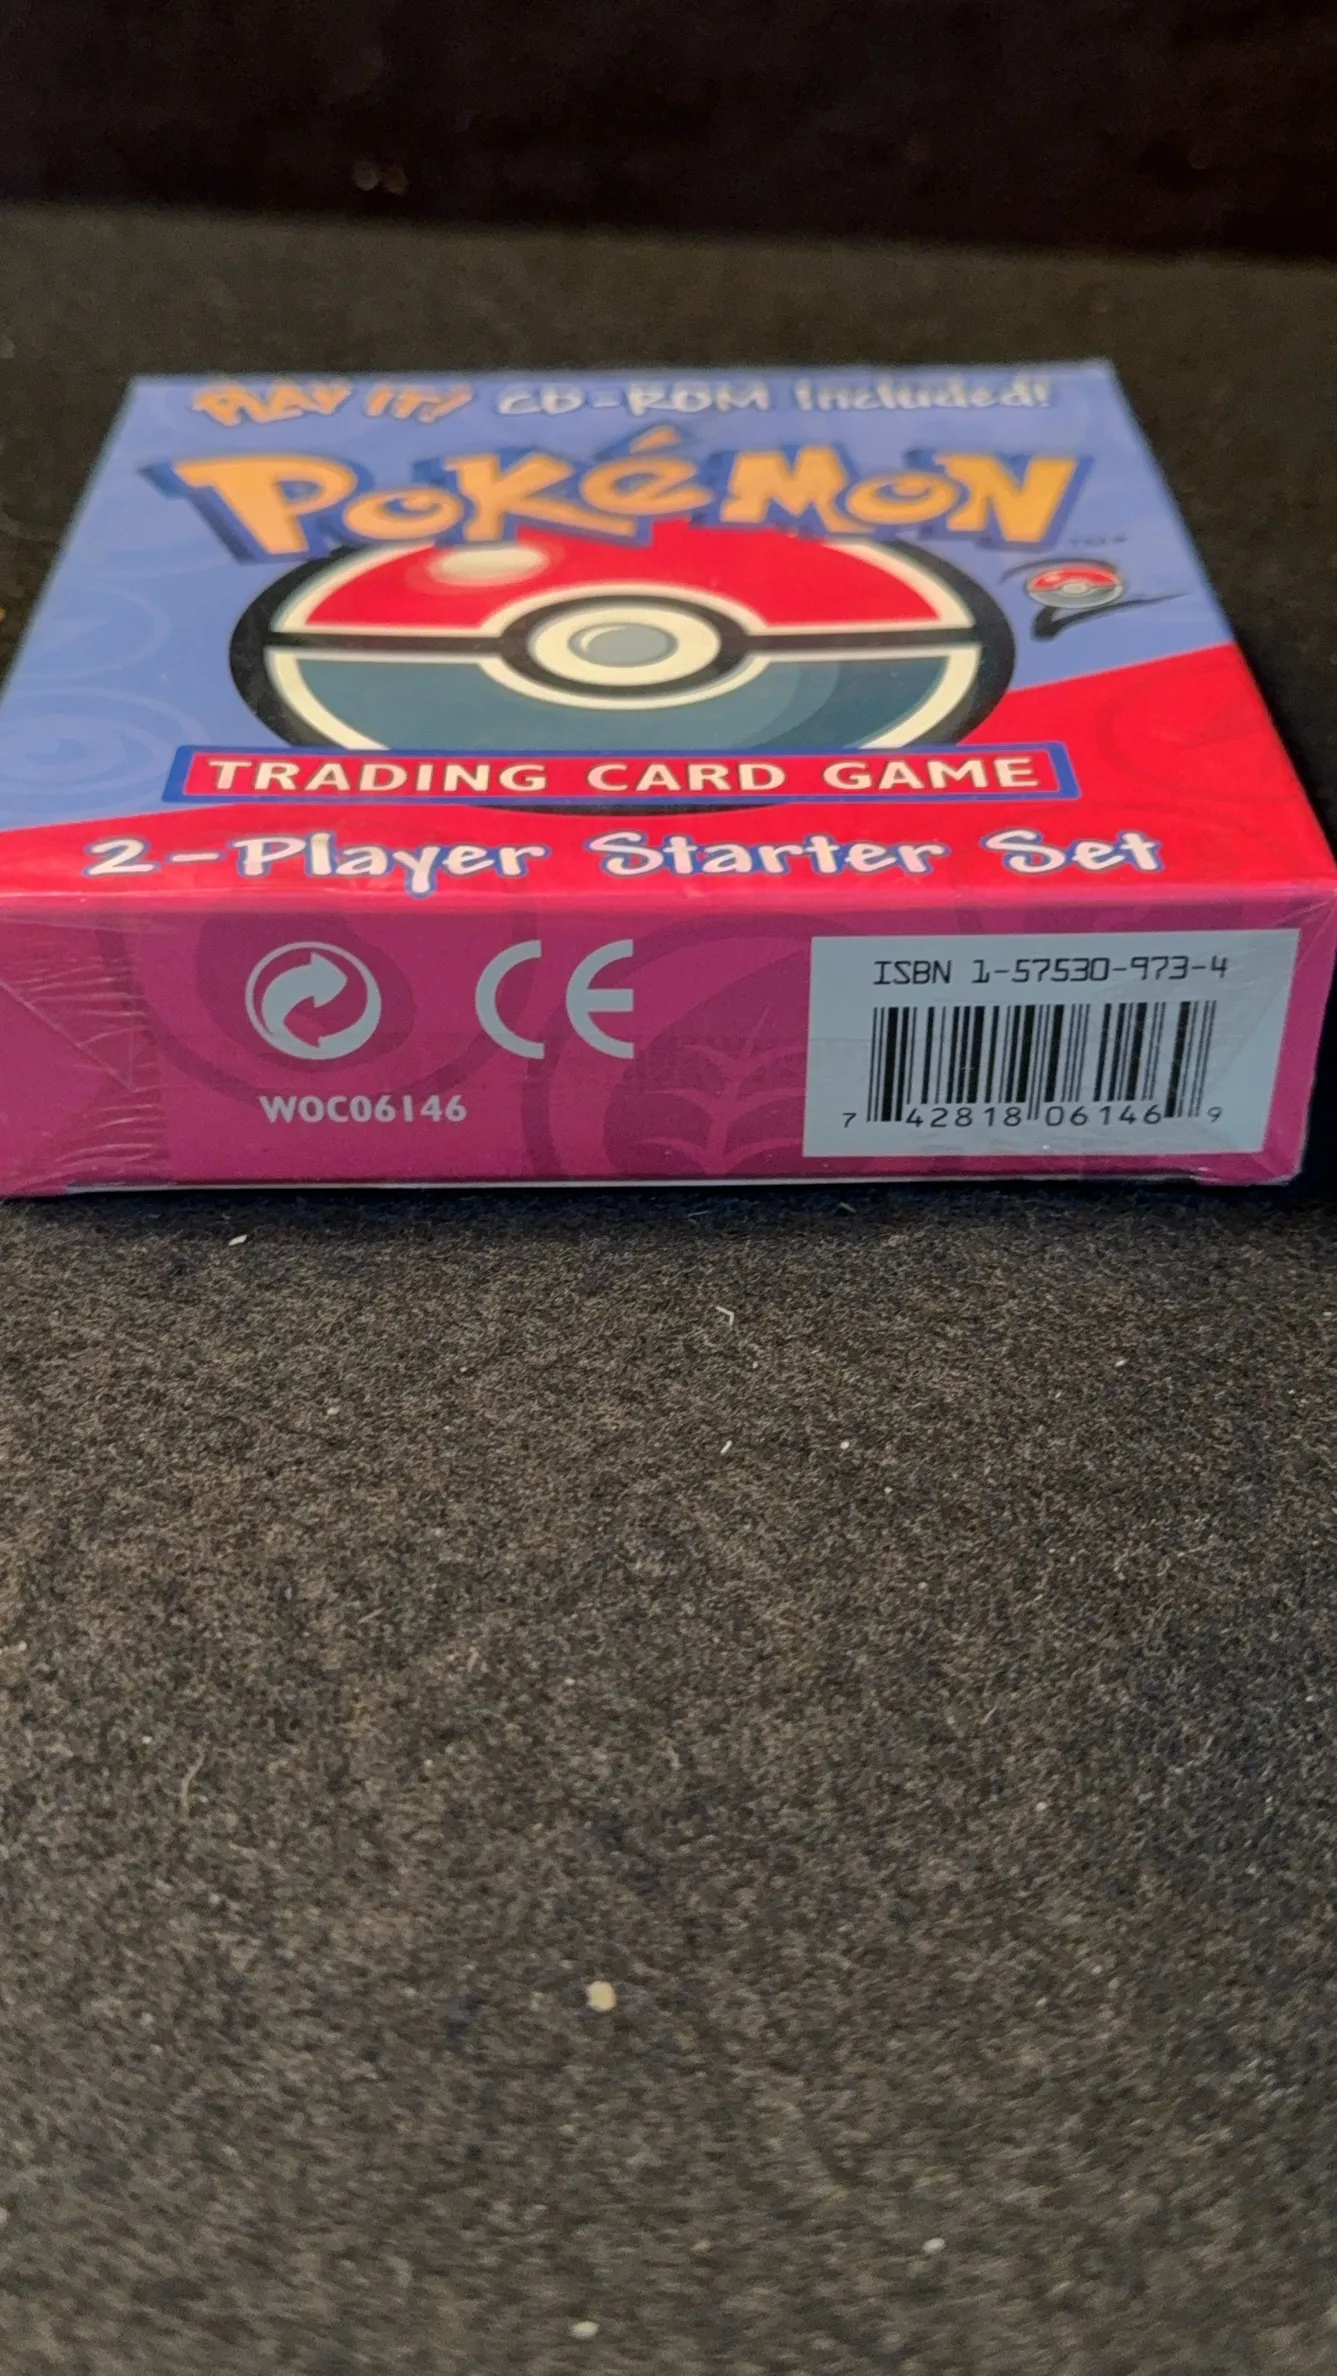 PLAY IT! CD-ROM Included!
POKéMON
TRADING CARD GAME
2-Player Starter Set
CE
WOC06146
ISBN 1-57530-973-4
7 42818 06146 9